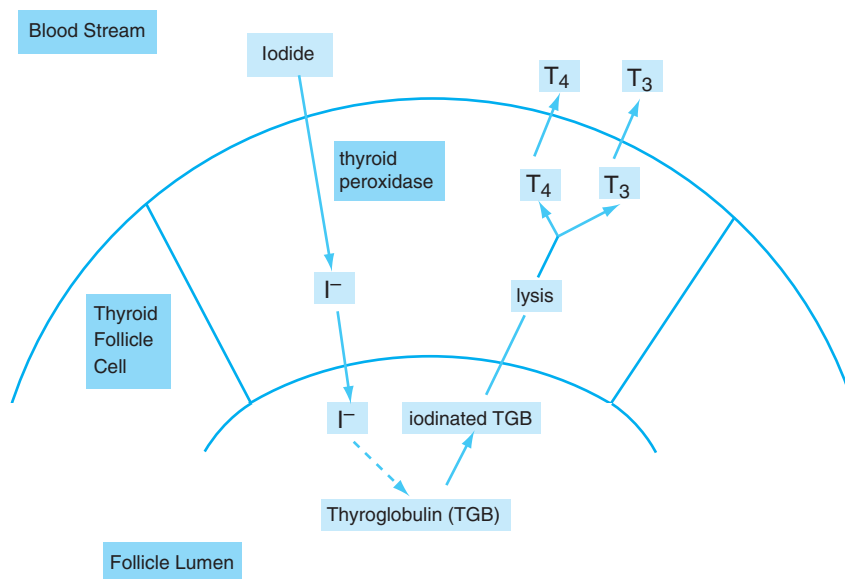 Blood Stream
Iodide
T4
T3
thyroid
peroxidase
T4
T3
I–
lysis
Thyroid
Follicle
Cell
I–
iodinated TGB
Thyroglobulin (TGB)
Follicle Lumen